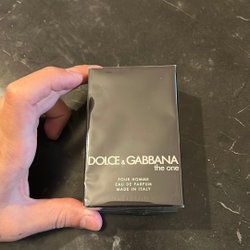 DOLCE & GABBANA
the one
POUR HOMME
EAU DE PARFUM
MADE IN ITALY